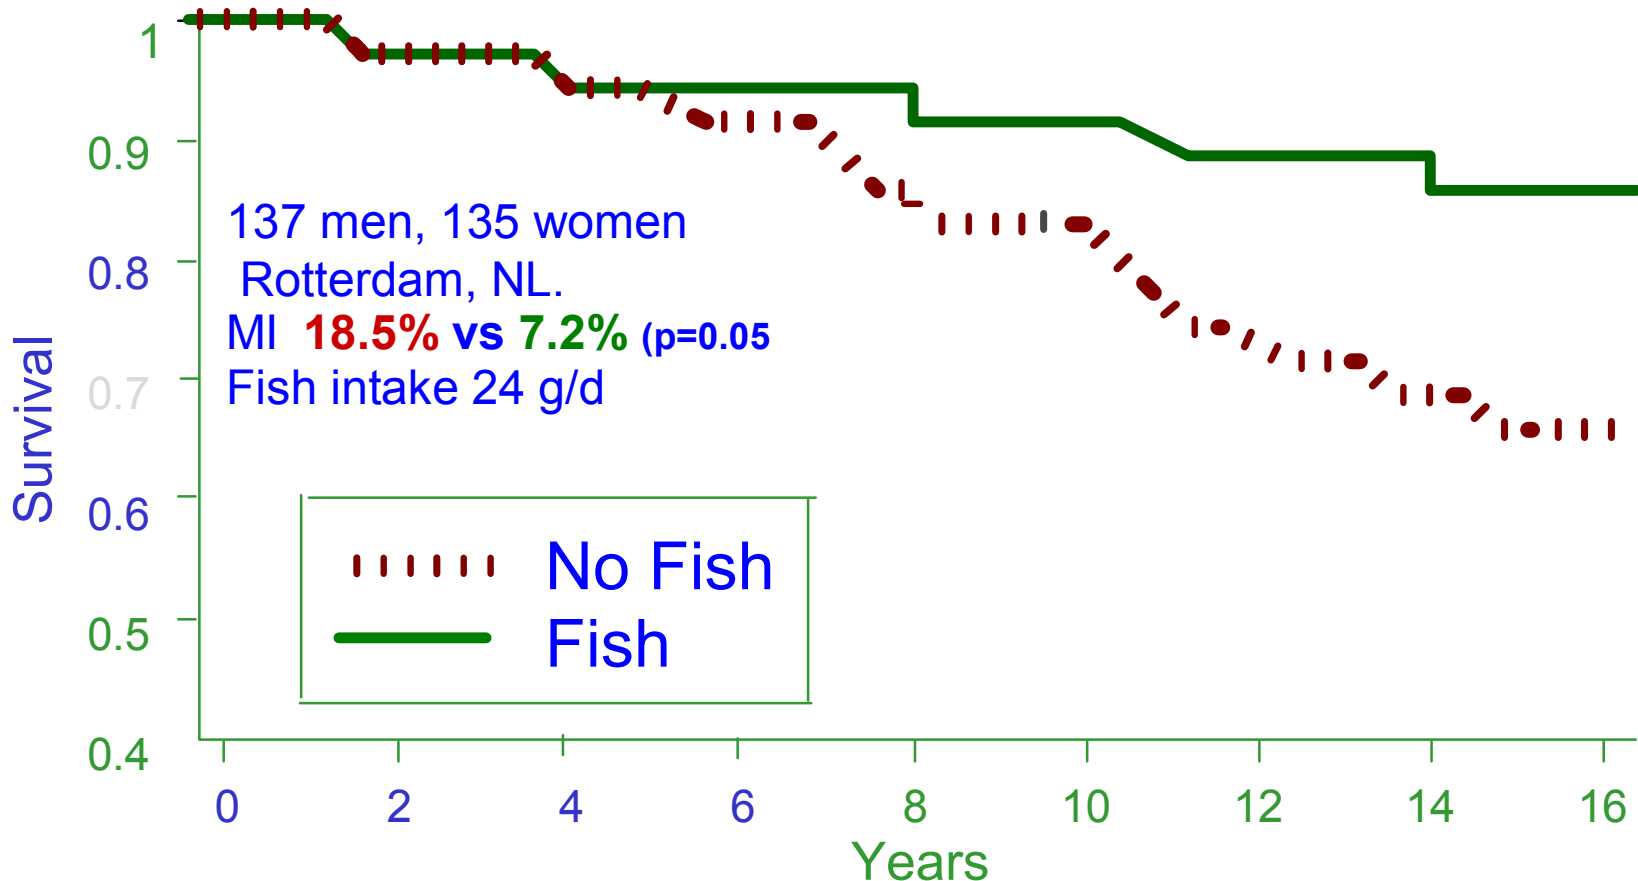 1
0.9
0.8
0.7
0.6
0.5
0.4
Survival
137 men, 135 women
Rotterdam, NL.
MI 18.5% vs 7.2% (p=0.05
Fish intake 24 g/d
No Fish
Fish
0 2 4 6 8 10 12 14 16
Years